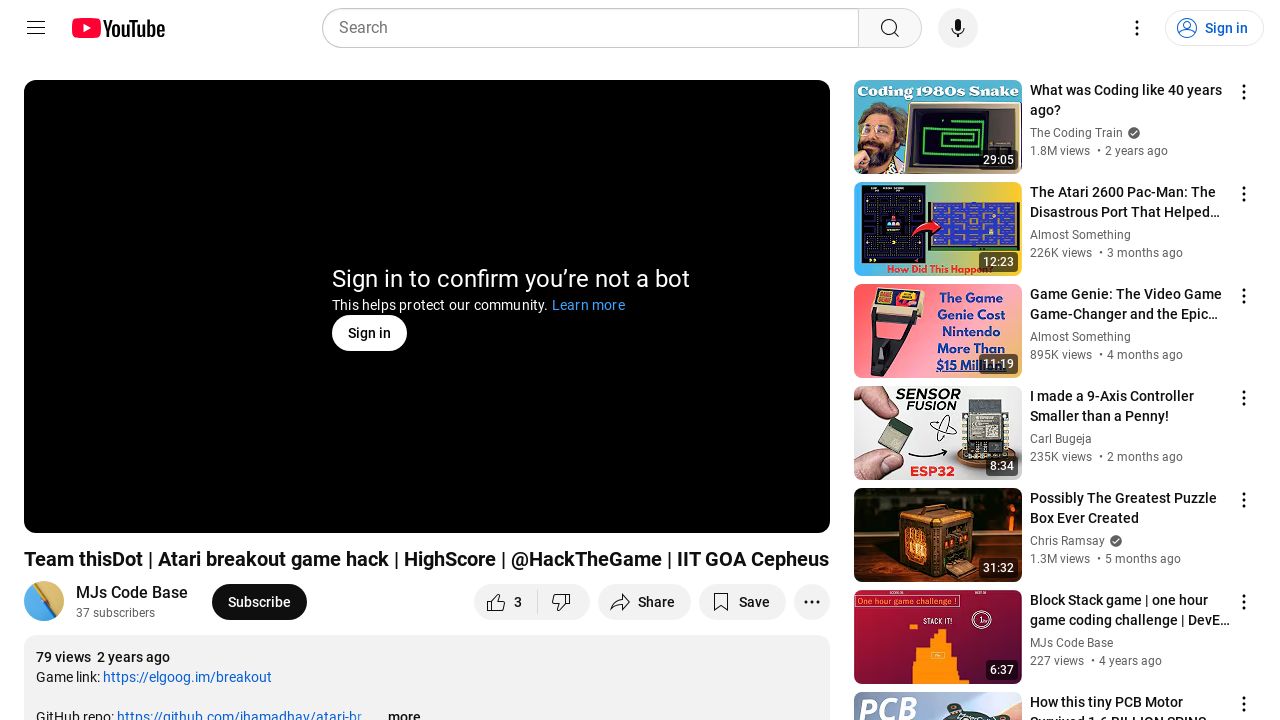 YouTube
Search
Sign in
Sign in to confirm you’re not a bot
This helps protect our community. Learn more
Sign in
Team thisDot | Atari breakout game hack | HighScore | @HackTheGame | IIT GOA Cepheus
MJs Code Base
37 subscribers
Subscribe
3
Share
Save
79 views 2 years ago
Game link: https://elgoog.im/breakout
GitHub repo: https://github.com/jhamadhav/atari-br
...more
Coding 1980s Snake
29:05
What was Coding like 40 years
ago?
The Coding Train
1.8M views • 2 years ago
How Did This Happen?
12:23
The Atari 2600 Pac-Man: The
Disastrous Port That Helped…
Almost Something
226K views • 3 months ago
The Game
Genie Cost
Nintendo
More Than
$15 Million
11:19
Game Genie: The Video Game
Game-Changer and the Epic…
Almost Something
895K views • 4 months ago
SENSOR
FUSION
ESP32
8:34
I made a 9-Axis Controller
Smaller than a Penny!
Carl Bugeja
235K views • 2 months ago
31:32
Possibly The Greatest Puzzle
Box Ever Created
Chris Ramsay
1.3M views • 5 months ago
One hour game challenge !
STACK IT!
6:37
Block Stack game | one hour
game coding challenge | DevE…
MJs Code Base
227 views • 4 years ago
PCB
How this tiny PCB Motor
Survived 1.6 BILLION SPINS